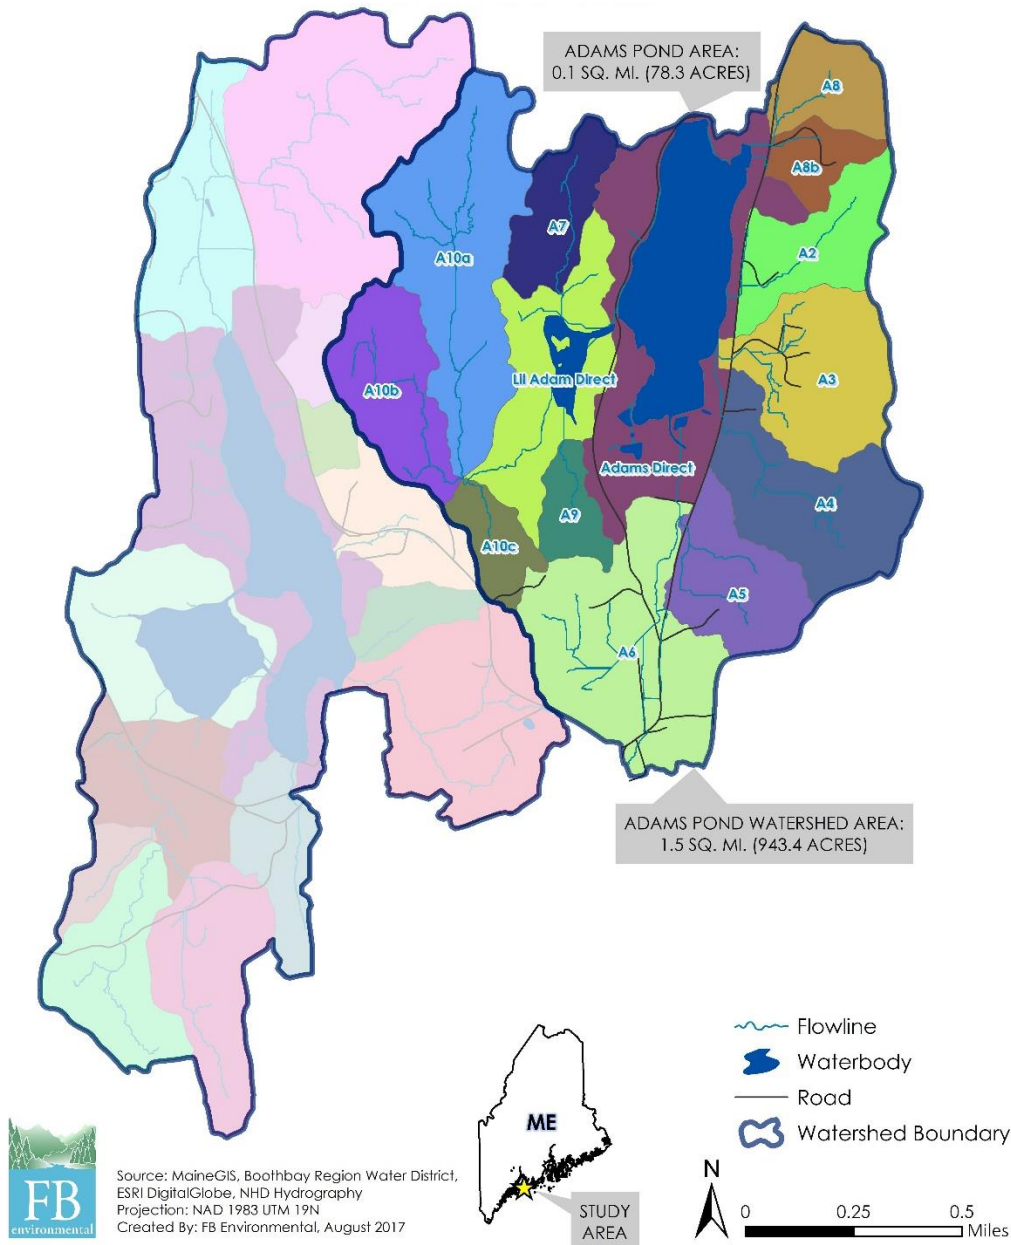 ADAMS POND AREA:
0.1 SQ. MI. (78.3 ACRES)
A8
A8b
A7
A2
A10a
A3
Lil Adam Direct
A10b
Adams Direct
A4
A9
A10c
A5
A6
ADAMS POND WATERSHED AREA:
1.5 SQ. MI. (943.4 ACRES)
Flowline
Waterbody
Road
Watershed Boundary
ME
STUDY
AREA
N
0 0.25 0.5
Miles
FB
environmental
Source: MaineGIS, Boothbay Region Water District,
ESRI DigitalGlobe, NHD Hydrography
Projection: NAD 1983 UTM 19N
Created By: FB Environmental, August 2017